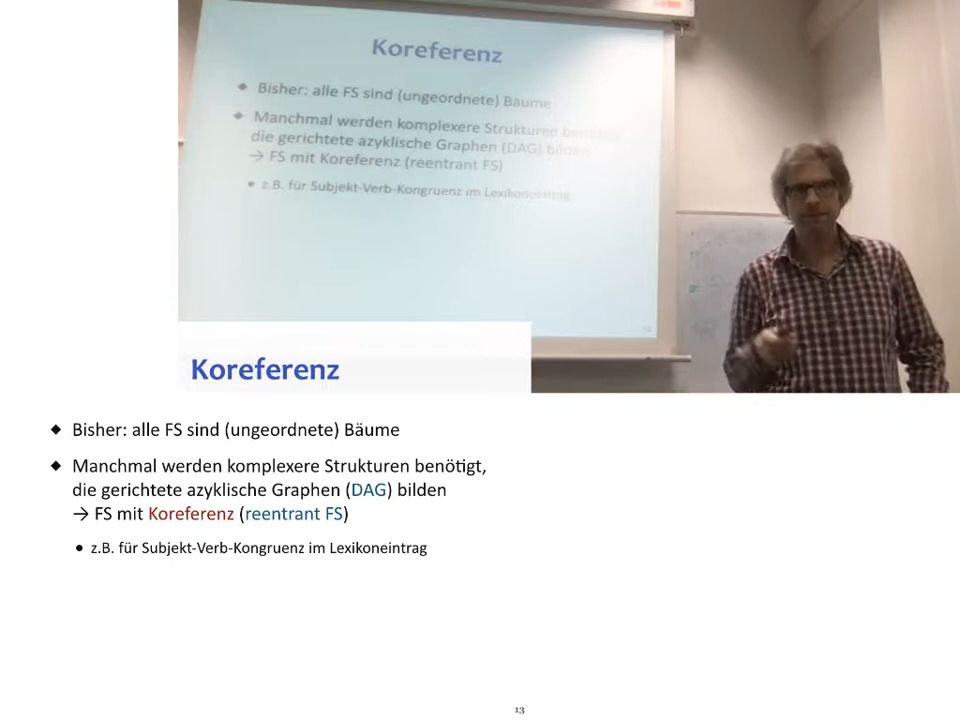 Koreferenz
◆ Bisher: alle FS sind (ungeordnete) Bäume
◆ Manchmal werden komplexere Strukturen benötigt,
die gerichtete azyklische Graphen (DAG) bilden
→ FS mit Koreferenz (reentrant FS)
• z.B. für Subjekt-Verb-Kongruenz im Lexikoneintrag
Koreferenz
◆ Bisher: alle FS sind (ungeordnete) Bäume
◆ Manchmal werden komplexere Strukturen benötigt,
die gerichtete azyklische Graphen (DAG) bilden
→ FS mit Koreferenz (reentrant FS)
• z.B. für Subjekt-Verb-Kongruenz im Lexikoneintrag
13